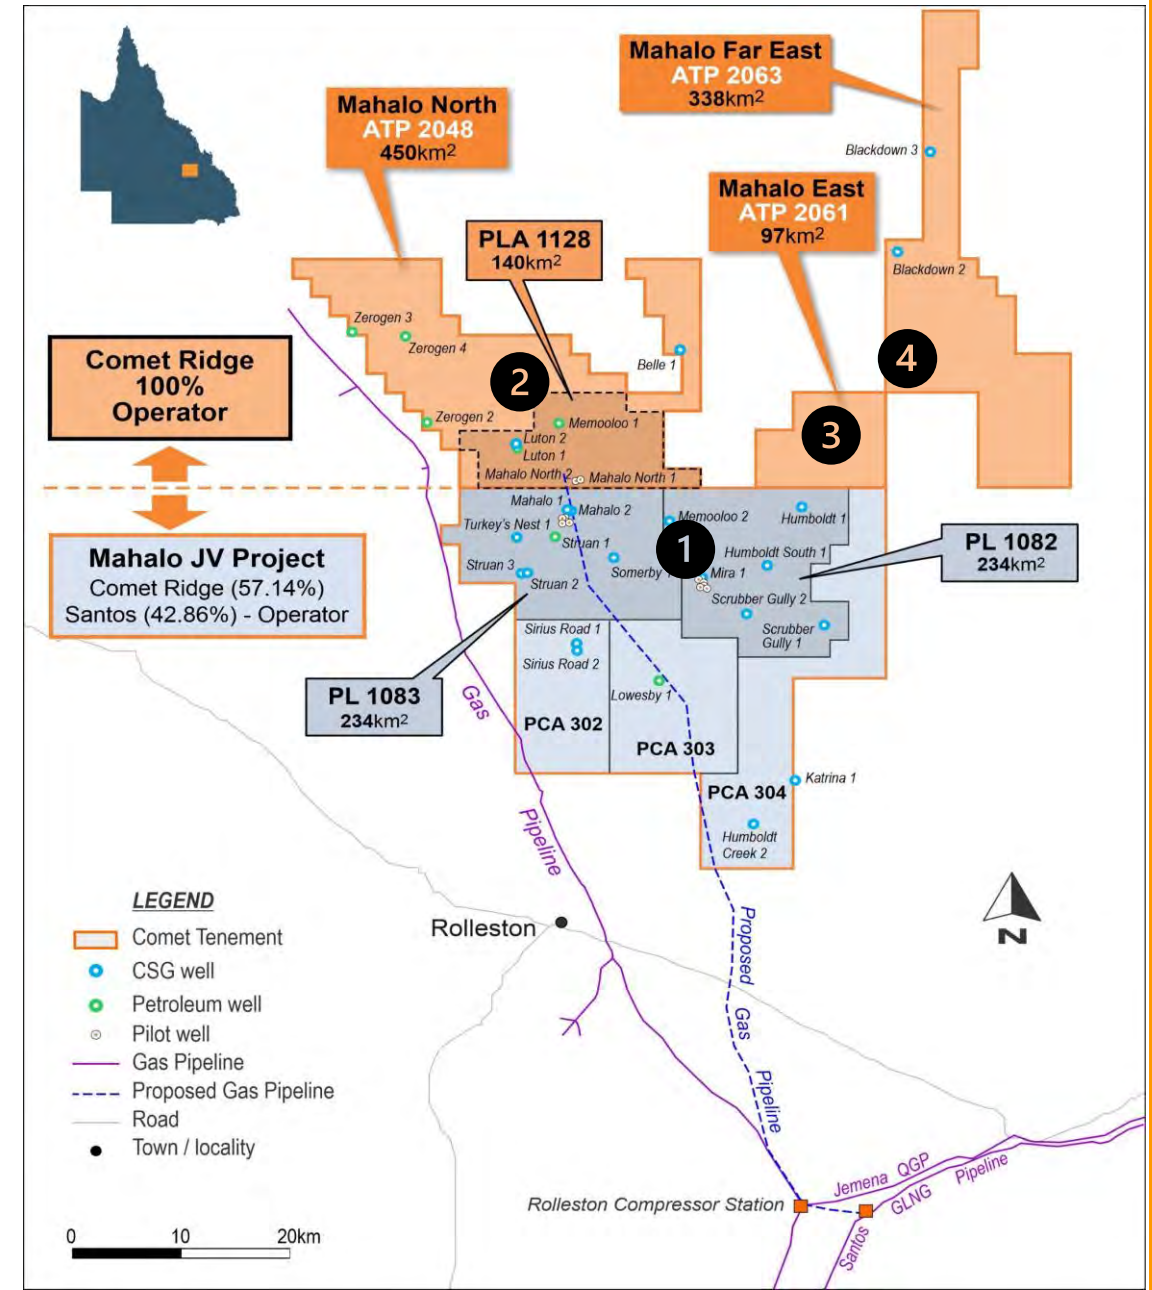 Mahalo Far East
ATP 2063
338km2
Mahalo North
ATP 2048
450km2
Blackdown 3
Mahalo East
ATP 2061
97km2
PLA 1128
140km2
Blackdown 2
Zerogen 3
Zerogen 4
Belle 1
4
2
Comet Ridge
100%
Operator
Zerogen 2
Memooloo 1
3
Luton 2
Luton 1
Mahalo North 2
Mahalo North 1
Mahalo 1
Mahalo 2
Memooloo 2
Humboldt 1
Turkey's Nest 1
Struan 1
1
Mahalo JV Project
Comet Ridge (57.14%)
Santos (42.86%) - Operator
PL 1082
234km2
Humboldt South 1
Struan 3
Struan 2
Somerby 1
Mira 1
Scrubber Gully 2
Scrubber
Gully 1
Sirius Road 1
Sirius Road 2
PL 1083
234km2
Lowesby 1
Gas
PCA 302
PCA 303
Katrina 1
PCA 304
Pipeline
Humboldt
Creek 2
LEGEND
Comet Tenement
CSG well
Petroleum well
Pilot well
Gas Pipeline
Proposed Gas Pipeline
Road
Town / locality
Rolleston
N
Proposed
Gas
Pipeline
Jemena QGP
Santos
GLNG
Pipeline
Rolleston Compressor Station
0 10 20km